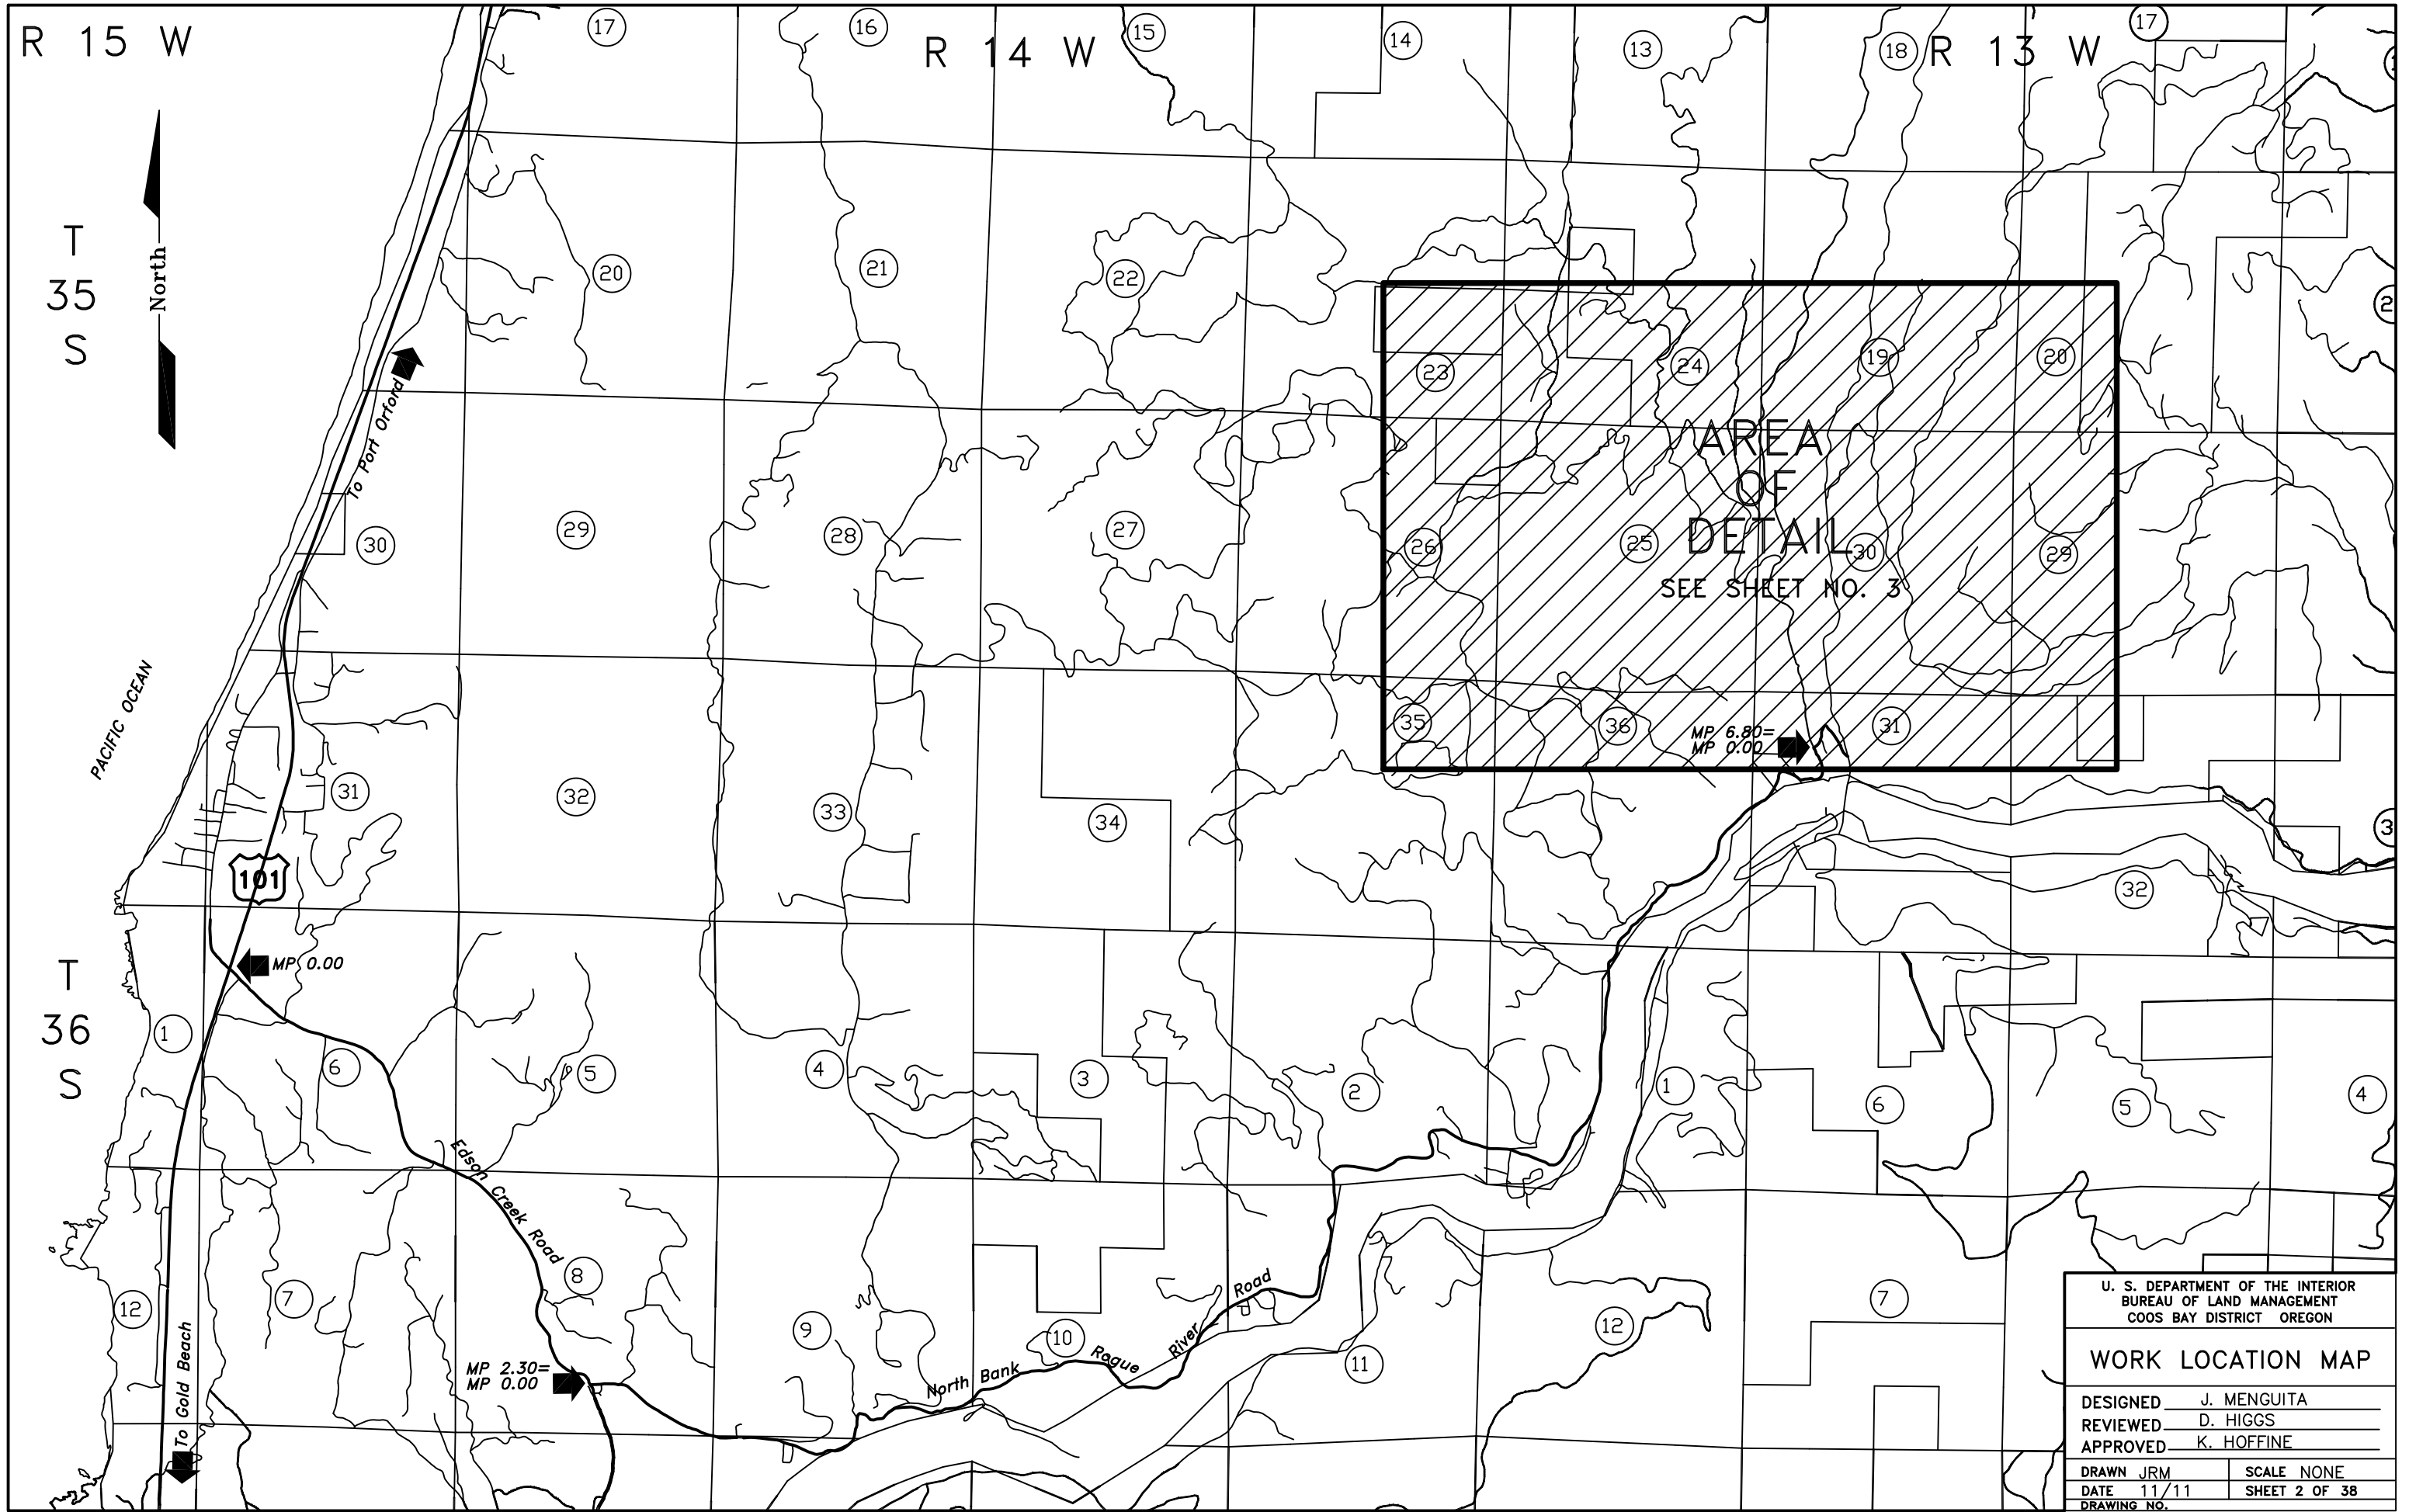 R 15 W
R 14 W
R 13 W
17
16
15
14
13
18
17
T
35
S
North
20
21
22
23
24
19
20
To Port Orford
AREA
OF
DETAIL
SEE SHEET NO. 3
30
29
28
27
26
25
30
29
PACIFIC OCEAN
31
32
33
34
35
36
31
MP 6.80=
MP 0.00
101
32
MP 0.00
T
36
S
1
6
5
4
3
2
1
6
5
4
Edson Creek Road
12
7
8
9
10
11
12
7
To Gold Beach
MP 2.30=
MP 0.00
North Bank Rogue River Road
U. S. DEPARTMENT OF THE INTERIOR
BUREAU OF LAND MANAGEMENT
COOS BAY DISTRICT OREGON
WORK LOCATION MAP
DESIGNED J. MENGUITA
REVIEWED D. HIGGS
APPROVED K. HOFFINE
DRAWN JRM
SCALE NONE
DATE 11/11
SHEET 2 OF 38
DRAWING NO.